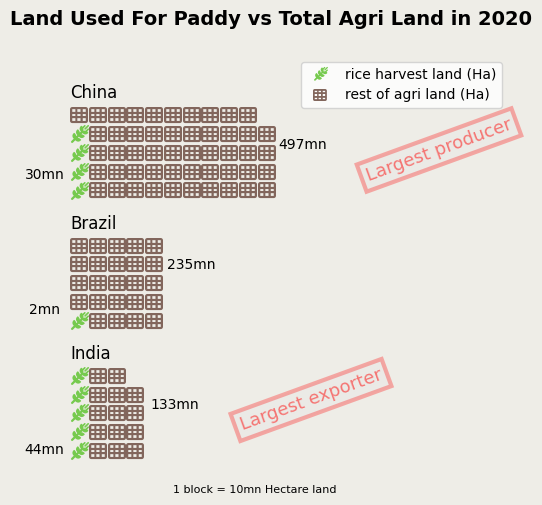 Land Used For Paddy vs Total Agri Land in 2020
rice harvest land (Ha)
rest of agri land (Ha)
China
497mn
30mn
Largest producer
Brazil
235mn
2mn
India
133mn
44mn
Largest exporter
1 block = 10mn Hectare land